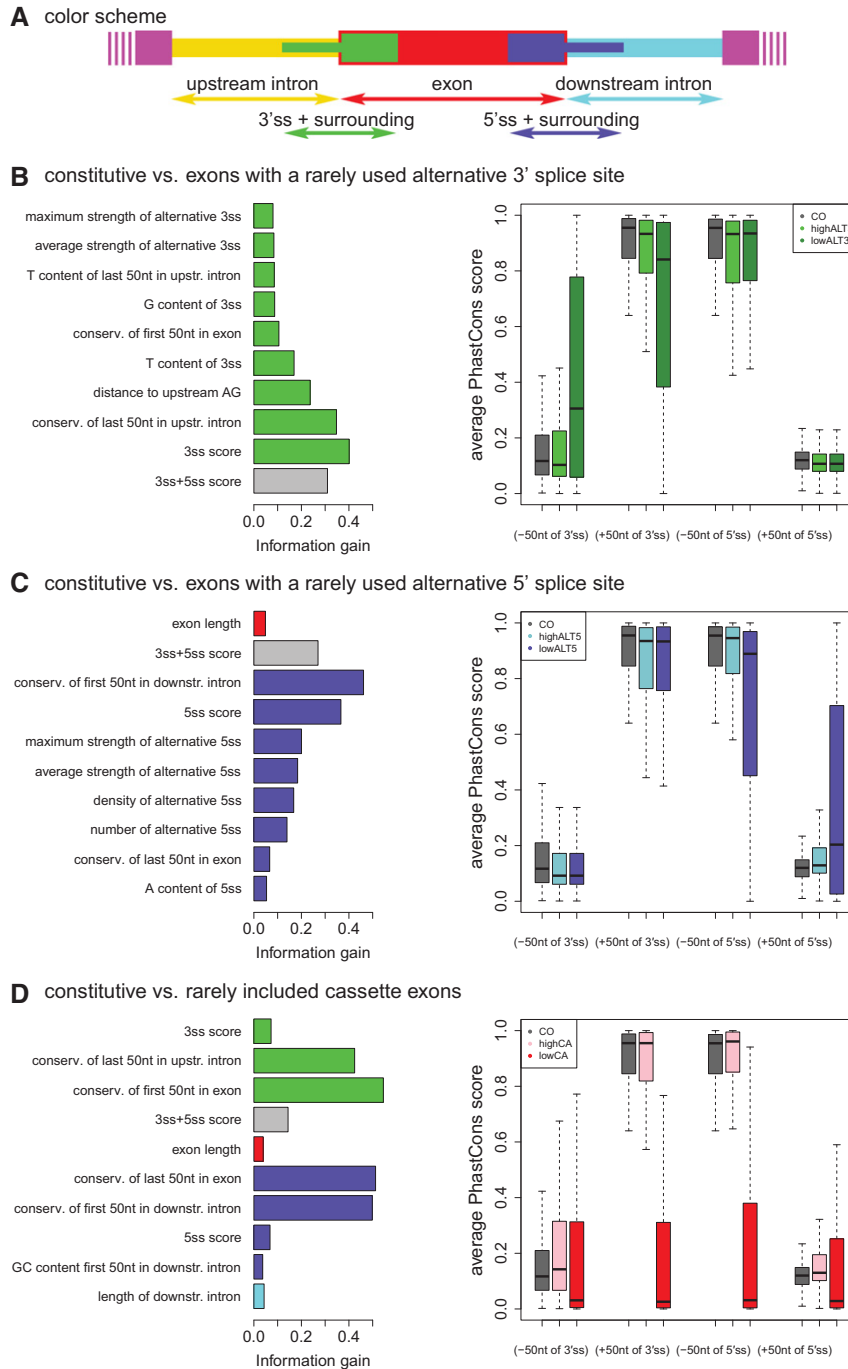 A color scheme
upstream intron
exon
downstream intron
3'ss + surrounding
5'ss + surrounding
B constitutive vs. exons with a rarely used alternative 3' splice site
maximum strength of alternative 3ss
average strength of alternative 3ss
T content of last 50nt in upstr. intron
G content of 3ss
conserv. of first 50nt in exon
T content of 3ss
distance to upstream AG
conserv. of last 50nt in upstr. intron
3ss score
3ss+5ss score
0.0 0.2 0.4
Information gain
average PhastCons score
0.0 0.2 0.4 0.6 0.8 1.0
CO
highALT
lowALT3
(−50nt of 3'ss) (+50nt of 3'ss) (−50nt of 5'ss) (+50nt of 5'ss)
C constitutive vs. exons with a rarely used alternative 5' splice site
exon length
3ss+5ss score
conserv. of first 50nt in downstr. intron
5ss score
maximum strength of alternative 5ss
average strength of alternative 5ss
density of alternative 5ss
number of alternative 5ss
conserv. of last 50nt in exon
A content of 5ss
0.0 0.2 0.4
Information gain
average PhastCons score
0.0 0.2 0.4 0.6 0.8 1.0
CO
highALT5
lowALT5
(−50nt of 3'ss) (+50nt of 3'ss) (−50nt of 5'ss) (+50nt of 5'ss)
D constitutive vs. rarely included cassette exons
3ss score
conserv. of last 50nt in upstr. intron
conserv. of first 50nt in exon
3ss+5ss score
exon length
conserv. of last 50nt in exon
conserv. of first 50nt in downstr. intron
5ss score
GC content first 50nt in downstr. intron
length of downstr. intron
0.0 0.2 0.4
Information gain
average PhastCons score
0.0 0.2 0.4 0.6 0.8 1.0
CO
highCA
lowCA
(−50nt of 3'ss) (+50nt of 3'ss) (−50nt of 5'ss) (+50nt of 5'ss)